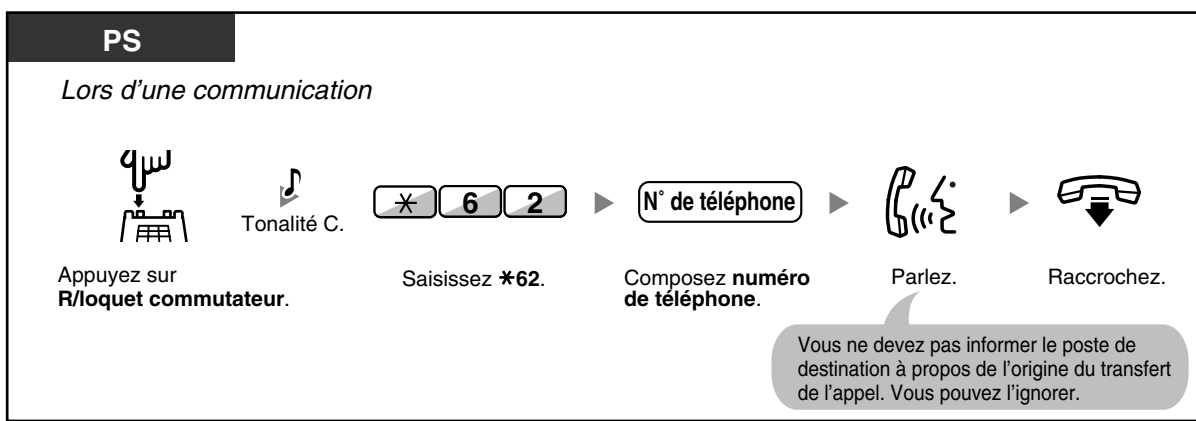 PS
Lors d'une communication
Tonalité C.
* 6 2
N° de téléphone
Appuyez sur
R/loquet commutateur.
Saisissez *62.
Composez numéro
de téléphone.
Parlez.
Raccrochez.
Vous ne devez pas informer le poste de
destination à propos de l'origine du transfert
de l'appel. Vous pouvez l'ignorer.